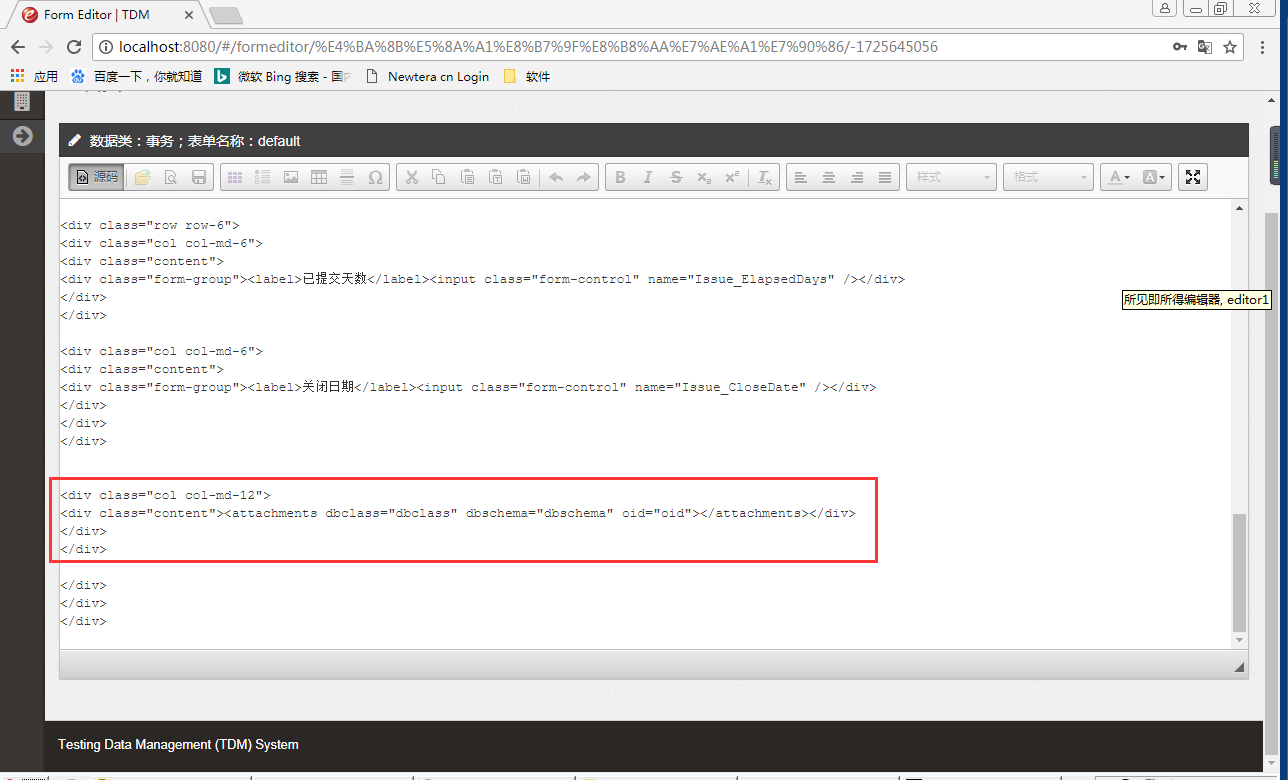 Form Editor | TDM
localhost:8080/#/formeditor/%E4%BA%8B%E5%8A%A1%E8%B7%9F%E8%B8%AA%E7%AE%A1%E7%90%86/-1725645056
应用 百度一下，你就知道 微软 Bing 搜索 - 国 Newtera cn Login 软件
数据类：事务；表单名称：default
源码 样式 格式
<div class="row row-6">
<div class="col col-md-6">
<div class="content">
<div class="form-group"><label>已提交天数</label><input class="form-control" name="Issue_ElapsedDays" /></div>
</div>
</div>
所见即所得编辑器, editor1
<div class="col col-md-6">
<div class="content">
<div class="form-group"><label>关闭日期</label><input class="form-control" name="Issue_CloseDate" /></div>
</div>
</div>
</div>
<div class="col col-md-12">
<div class="content"><attachments dbclass="dbclass" dbschema="dbschema" oid="oid"></attachments></div>
</div>
</div>
</div>
</div>
</div>
Testing Data Management (TDM) System